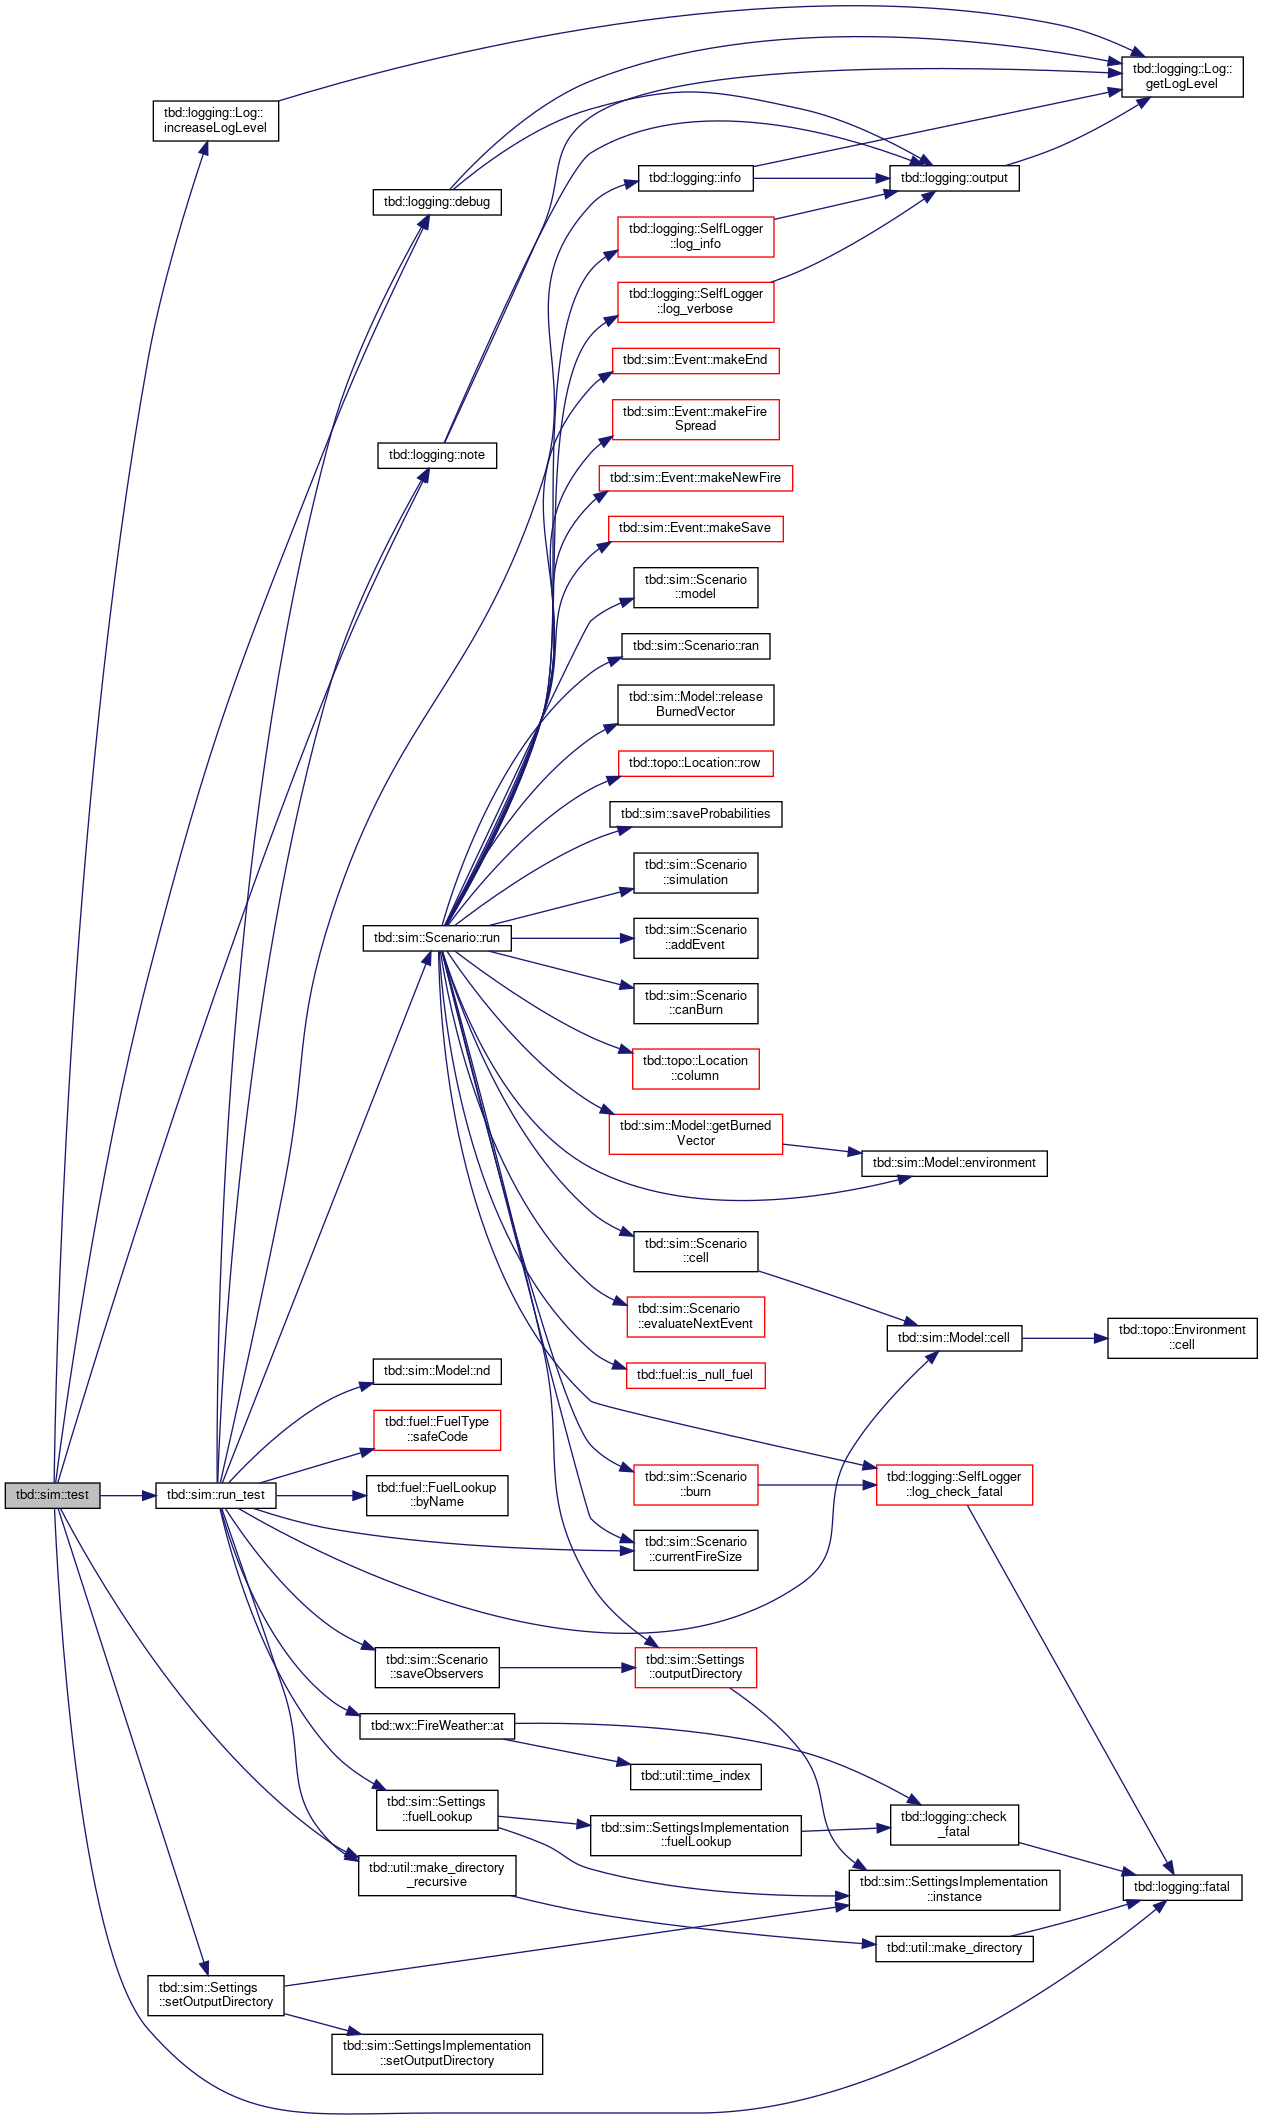 tbd::logging::Log::
getLogLevel
tbd::logging::Log::
increaseLogLevel
tbd::logging::info
tbd::logging::output
tbd::logging::debug
tbd::logging::SelfLogger
::log_info
tbd::logging::SelfLogger
::log_verbose
tbd::sim::Event::makeEnd
tbd::sim::Event::makeFire
Spread
tbd::logging::note
tbd::sim::Event::makeNewFire
tbd::sim::Event::makeSave
tbd::sim::Scenario
::model
tbd::sim::Scenario::ran
tbd::sim::Model::release
BurnedVector
tbd::topo::Location::row
tbd::sim::saveProbabilities
tbd::sim::Scenario
::simulation
tbd::sim::Scenario::run
tbd::sim::Scenario
::addEvent
tbd::sim::Scenario
::canBurn
tbd::topo::Location
::column
tbd::sim::Model::getBurned
Vector
tbd::sim::Model::environment
tbd::sim::Scenario
::cell
tbd::sim::Scenario
::evaluateNextEvent
tbd::sim::Model::cell
tbd::topo::Environment
::cell
tbd::sim::Model::nd
tbd::fuel::is_null_fuel
tbd::fuel::FuelType
::safeCode
tbd::sim::test
tbd::sim::run_test
tbd::fuel::FuelLookup
::byName
tbd::sim::Scenario
::burn
tbd::logging::SelfLogger
::log_check_fatal
tbd::sim::Scenario
::currentFireSize
tbd::sim::Scenario
::saveObservers
tbd::sim::Settings
::outputDirectory
tbd::wx::FireWeather::at
tbd::util::time_index
tbd::sim::Settings
::fuelLookup
tbd::sim::SettingsImplementation
::fuelLookup
tbd::logging::check
_fatal
tbd::util::make_directory
_recursive
tbd::sim::SettingsImplementation
::instance
tbd::logging::fatal
tbd::util::make_directory
tbd::sim::Settings
::setOutputDirectory
tbd::sim::SettingsImplementation
::setOutputDirectory